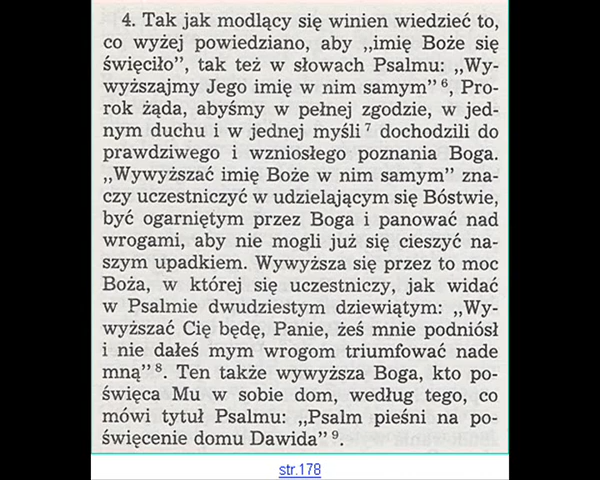 4. Tak jak modlący się winien wiedzieć to,
co wyżej powiedziano, aby „imię Boże się
święciło”, tak też w słowach Psalmu: „Wy-
wyższajmy Jego imię w nim samym” ⁶, Pro-
rok żąda, abyśmy w pełnej zgodzie, w jed-
nym duchu i w jednej myśli ⁷ dochodzili do
prawdziwego i wzniosłego poznania Boga.
„Wywyższać imię Boże w nim samym” zna-
czy uczestniczyć w udzielającym się Bóstwie,
być ogarniętym przez Boga i panować nad
wrogami, aby nie mogli już się cieszyć na-
szym upadkiem. Wywyższa się przez to moc
Boża, w której się uczestniczy, jak widać
w Psalmie dwudziestym dziewiątym: „Wy-
wyższać Cię będę, Panie, żeś mnie podniósł
i nie dałeś mym wrogom triumfować nade
mną” ⁸. Ten także wywyższa Boga, kto po-
święca Mu w sobie dom, według tego, co
mówi tytuł Psalmu: „Psalm pieśni na po-
święcenie domu Dawida” ⁹.
str.178